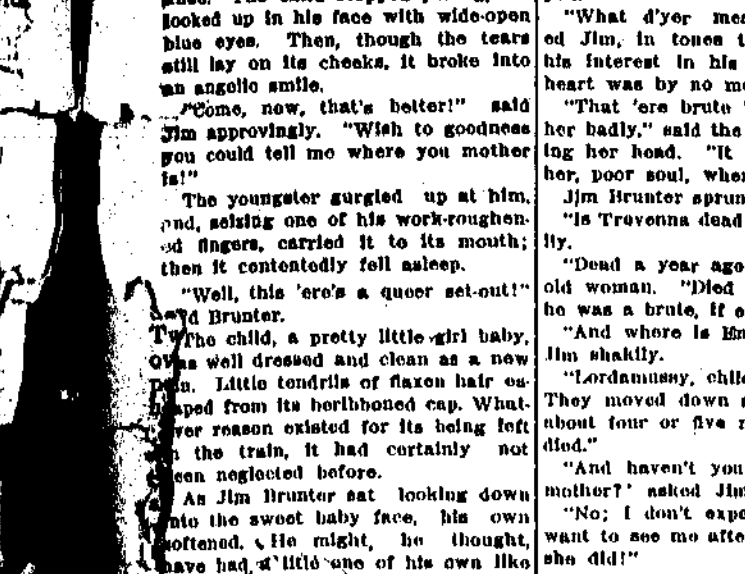 looked up in his face with wide-open
blue eyes. Then, though the tears
still lay on its cheeks, it broke into
an angelic smile.
"Come, now, that's better!" said
Jim approvingly. "Wish to goodness
you could tell me where you mother
is!"
The youngster gurgled up at him,
and, seizing one of his work-roughen-
ed fingers, carried it to its mouth;
then it contentedly fell asleep.
"Well, this 'ere's a queer set-out!"
Brunter.
The child, a pretty little girl baby,
was well dressed and clean as a new
Little tendrils of flaxen hair es-
caped from its beribboned cap. What-
ever reason existed for its being left
the train, it had certainly not
been neglected before.
As Jim Brunter sat looking down
into the sweet baby face, his own
softened. He might, he thought,
have had a little one of his own like
"What d'yer
ed Jim, in tones
his interest in his
heart was by no
"That 'ere brute
her badly," said the
ing her head. "It
her, poor soul,
Jim Brunter
"Is Trevenna dead
ily.
"Dead a year ago
old woman. "Died
he was a brute, if
"And where is
Jim shakily.
"Lordamussy,
They moved down
about four or five
died."
"And haven't you
mother?' asked Jim
"No; I don't
want to see me
she did!"